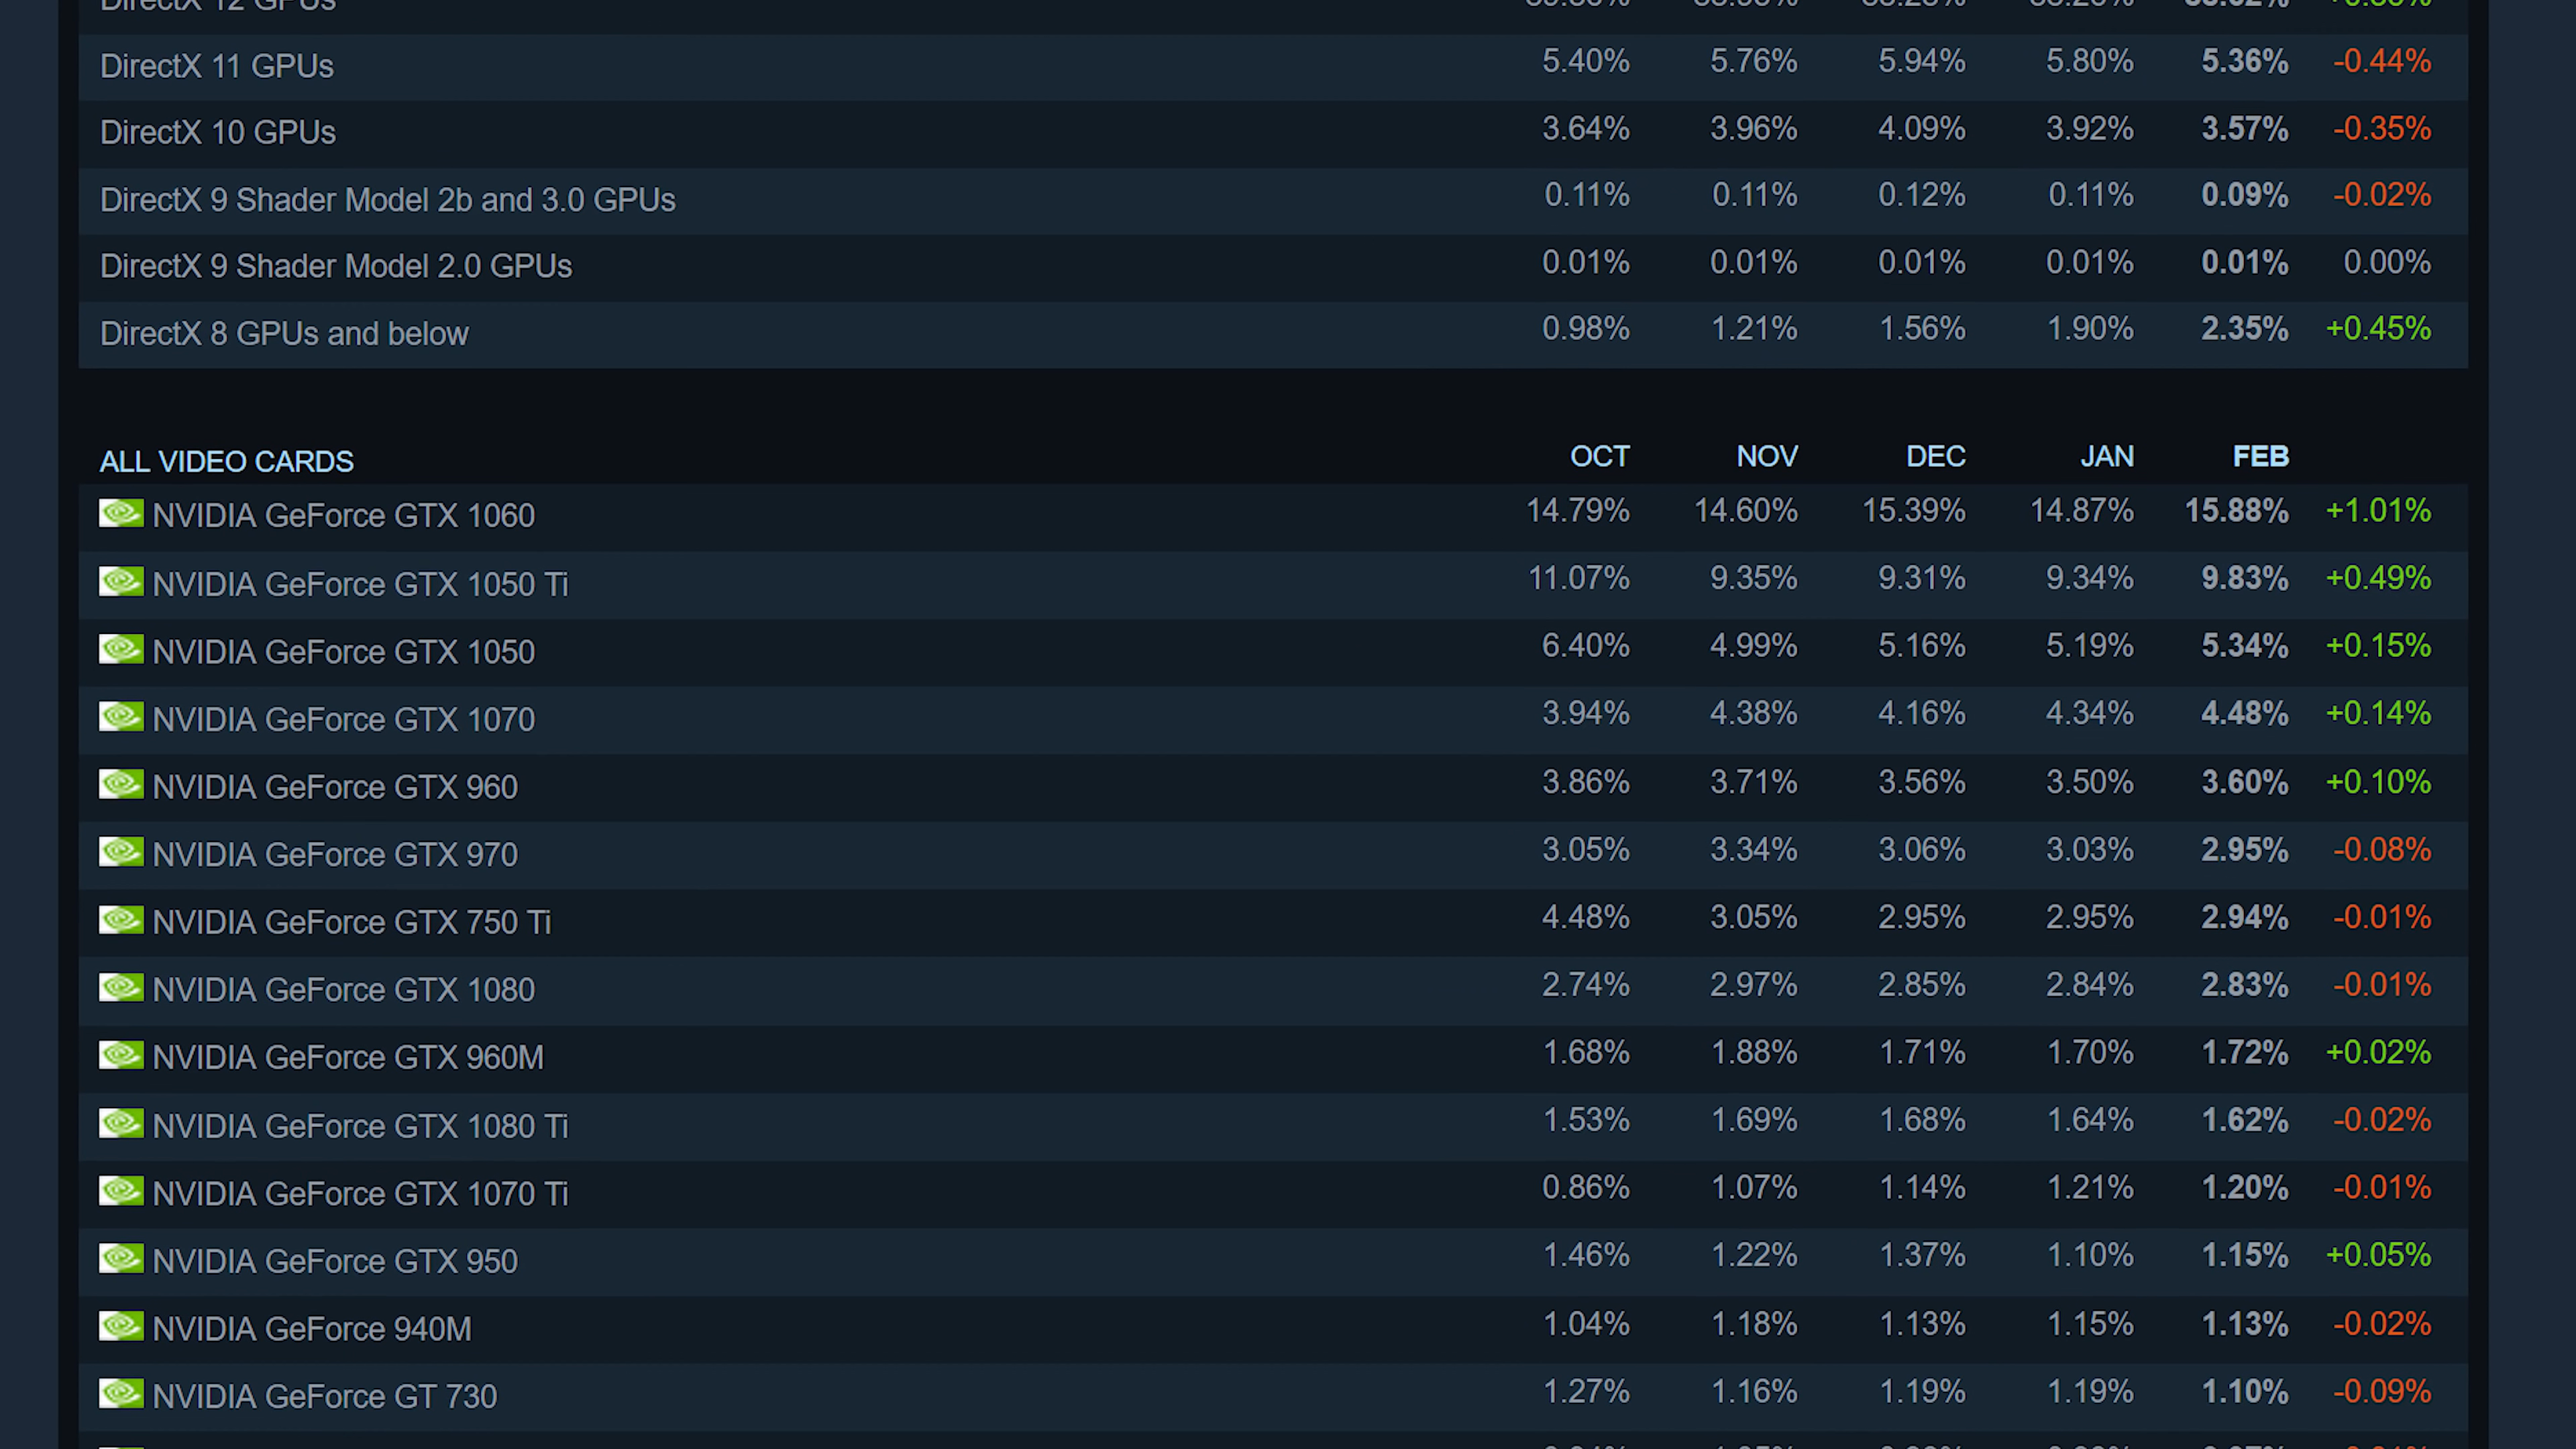 DirectX 12 GPUs
DirectX 11 GPUs 5.40% 5.76% 5.94% 5.80% 5.36% -0.44%
DirectX 10 GPUs 3.64% 3.96% 4.09% 3.92% 3.57% -0.35%
DirectX 9 Shader Model 2b and 3.0 GPUs 0.11% 0.11% 0.12% 0.11% 0.09% -0.02%
DirectX 9 Shader Model 2.0 GPUs 0.01% 0.01% 0.01% 0.01% 0.01% 0.00%
DirectX 8 GPUs and below 0.98% 1.21% 1.56% 1.90% 2.35% +0.45%
ALL VIDEO CARDS OCT NOV DEC JAN FEB
NVIDIA GeForce GTX 1060 14.79% 14.60% 15.39% 14.87% 15.88% +1.01%
NVIDIA GeForce GTX 1050 Ti 11.07% 9.35% 9.31% 9.34% 9.83% +0.49%
NVIDIA GeForce GTX 1050 6.40% 4.99% 5.16% 5.19% 5.34% +0.15%
NVIDIA GeForce GTX 1070 3.94% 4.38% 4.16% 4.34% 4.48% +0.14%
NVIDIA GeForce GTX 960 3.86% 3.71% 3.56% 3.50% 3.60% +0.10%
NVIDIA GeForce GTX 970 3.05% 3.34% 3.06% 3.03% 2.95% -0.08%
NVIDIA GeForce GTX 750 Ti 4.48% 3.05% 2.95% 2.95% 2.94% -0.01%
NVIDIA GeForce GTX 1080 2.74% 2.97% 2.85% 2.84% 2.83% -0.01%
NVIDIA GeForce GTX 960M 1.68% 1.88% 1.71% 1.70% 1.72% +0.02%
NVIDIA GeForce GTX 1080 Ti 1.53% 1.69% 1.68% 1.64% 1.62% -0.02%
NVIDIA GeForce GTX 1070 Ti 0.86% 1.07% 1.14% 1.21% 1.20% -0.01%
NVIDIA GeForce GTX 950 1.46% 1.22% 1.37% 1.10% 1.15% +0.05%
NVIDIA GeForce 940M 1.04% 1.18% 1.13% 1.15% 1.13% -0.02%
NVIDIA GeForce GT 730 1.27% 1.16% 1.19% 1.19% 1.10% -0.09%